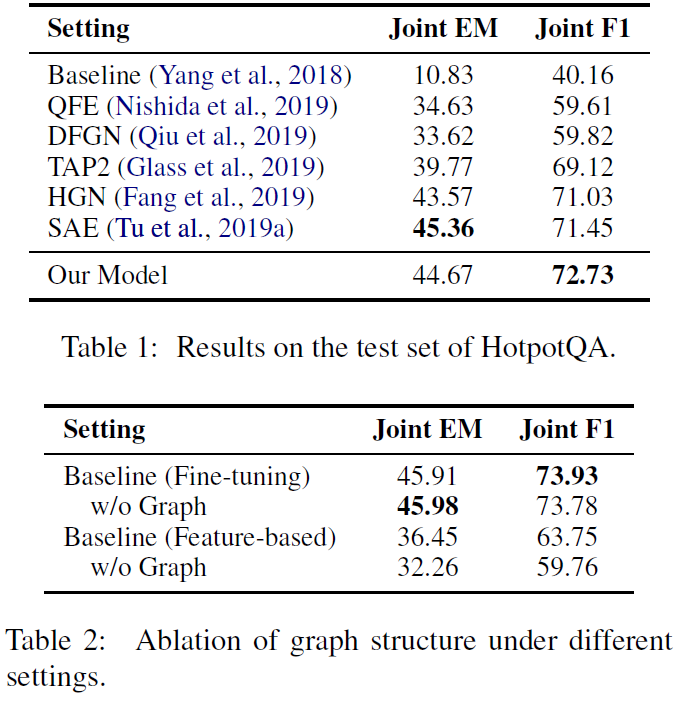 Setting Joint EM Joint F1
Baseline (Yang et al., 2018) 10.83 40.16
QFE (Nishida et al., 2019) 34.63 59.61
DFGN (Qiu et al., 2019) 33.62 59.82
TAP2 (Glass et al., 2019) 39.77 69.12
HGN (Fang et al., 2019) 43.57 71.03
SAE (Tu et al., 2019a) 45.36 71.45
Our Model 44.67 72.73
Table 1: Results on the test set of HotpotQA.
Setting Joint EM Joint F1
Baseline (Fine-tuning) 45.91 73.93
w/o Graph 45.98 73.78
Baseline (Feature-based) 36.45 63.75
w/o Graph 32.26 59.76
Table 2: Ablation of graph structure under different
settings.